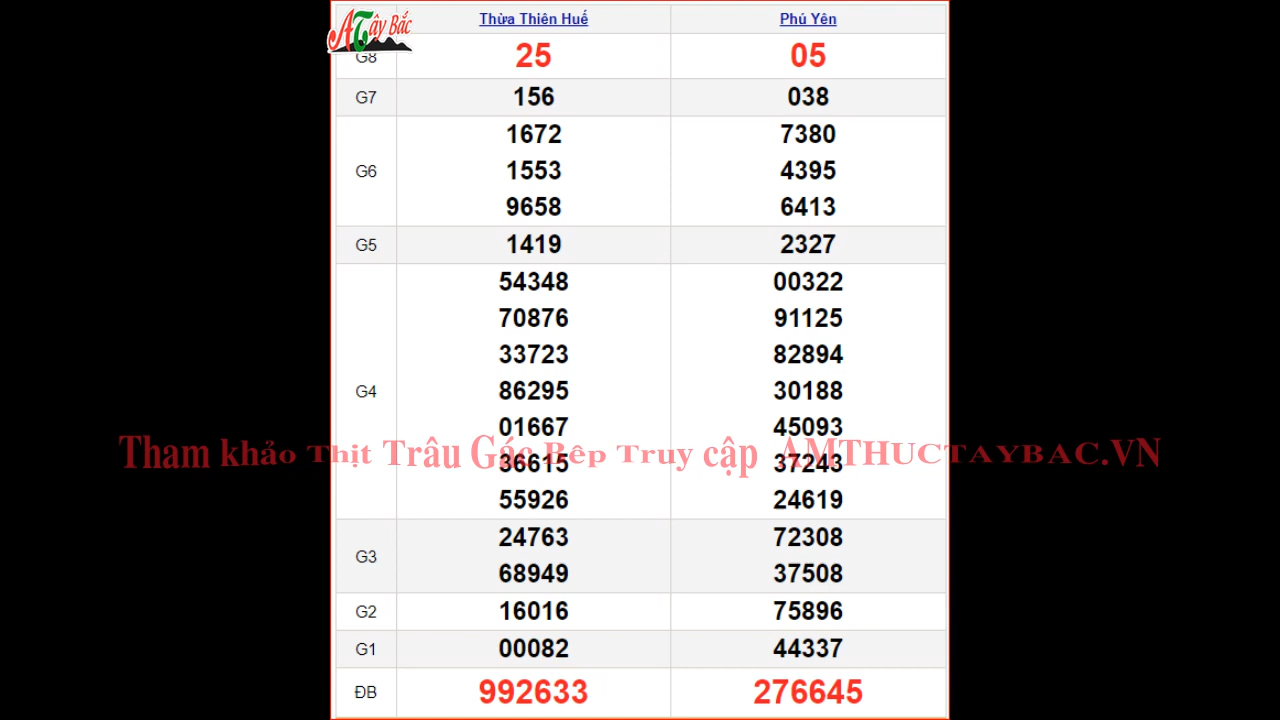 ATây Bắc
Thừa Thiên Huế Phú Yên
G8 25 05
G7 156 038
G6 1672 7380
1553 4395
9658 6413
G5 1419 2327
G4 54348 00322
70876 91125
33723 82894
86295 30188
01667 45093
36615 37243
55926 24619
Tham khảo Thịt Trâu Gác Bếp Truy cập AMTHUCTAYBAC.VN
G3 24763 72308
68949 37508
G2 16016 75896
G1 00082 44337
ĐB 992633 276645